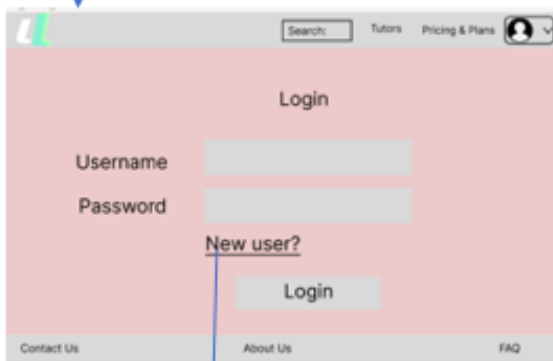 Search: Tutors Pricing & Plans
Login
Username
Password
New user?
Login
Contact Us About Us FAQ